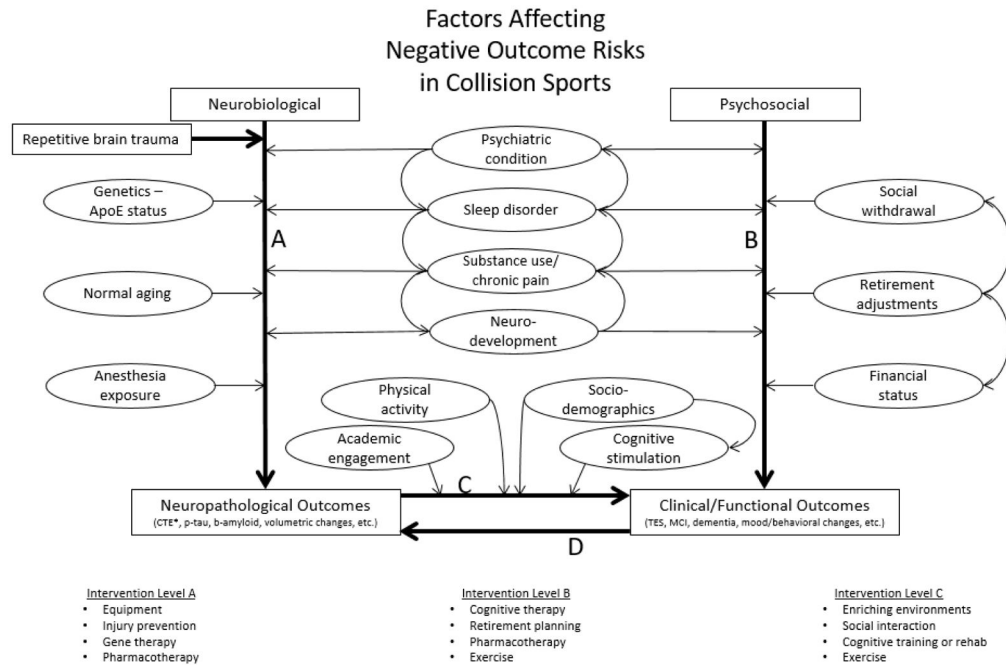 Factors Affecting
Negative Outcome Risks
in Collision Sports
Neurobiological
Psychosocial
Repetitive brain trauma
Psychiatric
condition
Genetics –
ApoE status
Sleep disorder
Social
withdrawal
A
B
Substance use/
chronic pain
Normal aging
Retirement
adjustments
Neuro-
development
Anesthesia
exposure
Physical
activity
Socio-
demographics
Financial
status
Academic
engagement
Cognitive
stimulation
C
Neuropathological Outcomes
(CTE*, p-tau, b-amyloid, volumetric changes, etc.)
Clinical/Functional Outcomes
(TES, MCI, dementia, mood/behavioral changes, etc.)
D
Intervention Level A
• Equipment
• Injury prevention
• Gene therapy
• Pharmacotherapy
Intervention Level B
• Cognitive therapy
• Retirement planning
• Pharmacotherapy
• Exercise
Intervention Level C
• Enriching environments
• Social interaction
• Cognitive training or rehab
• Exercise